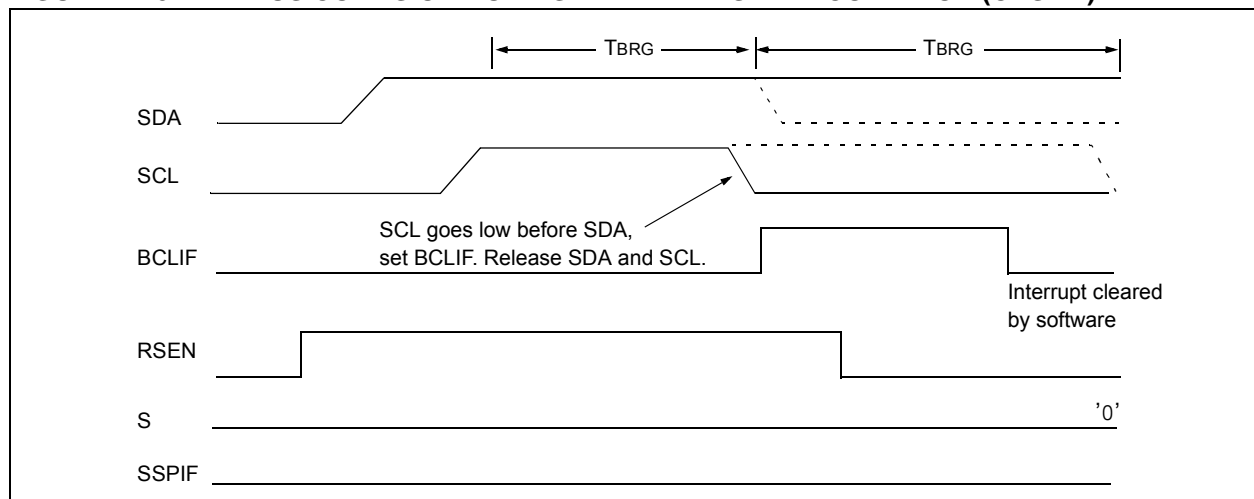 TBRG TBRG
SDA
SCL
SCL goes low before SDA,
set BCLIF. Release SDA and SCL.
BCLIF
Interrupt cleared
by software
RSEN
S '0'
SSPIF